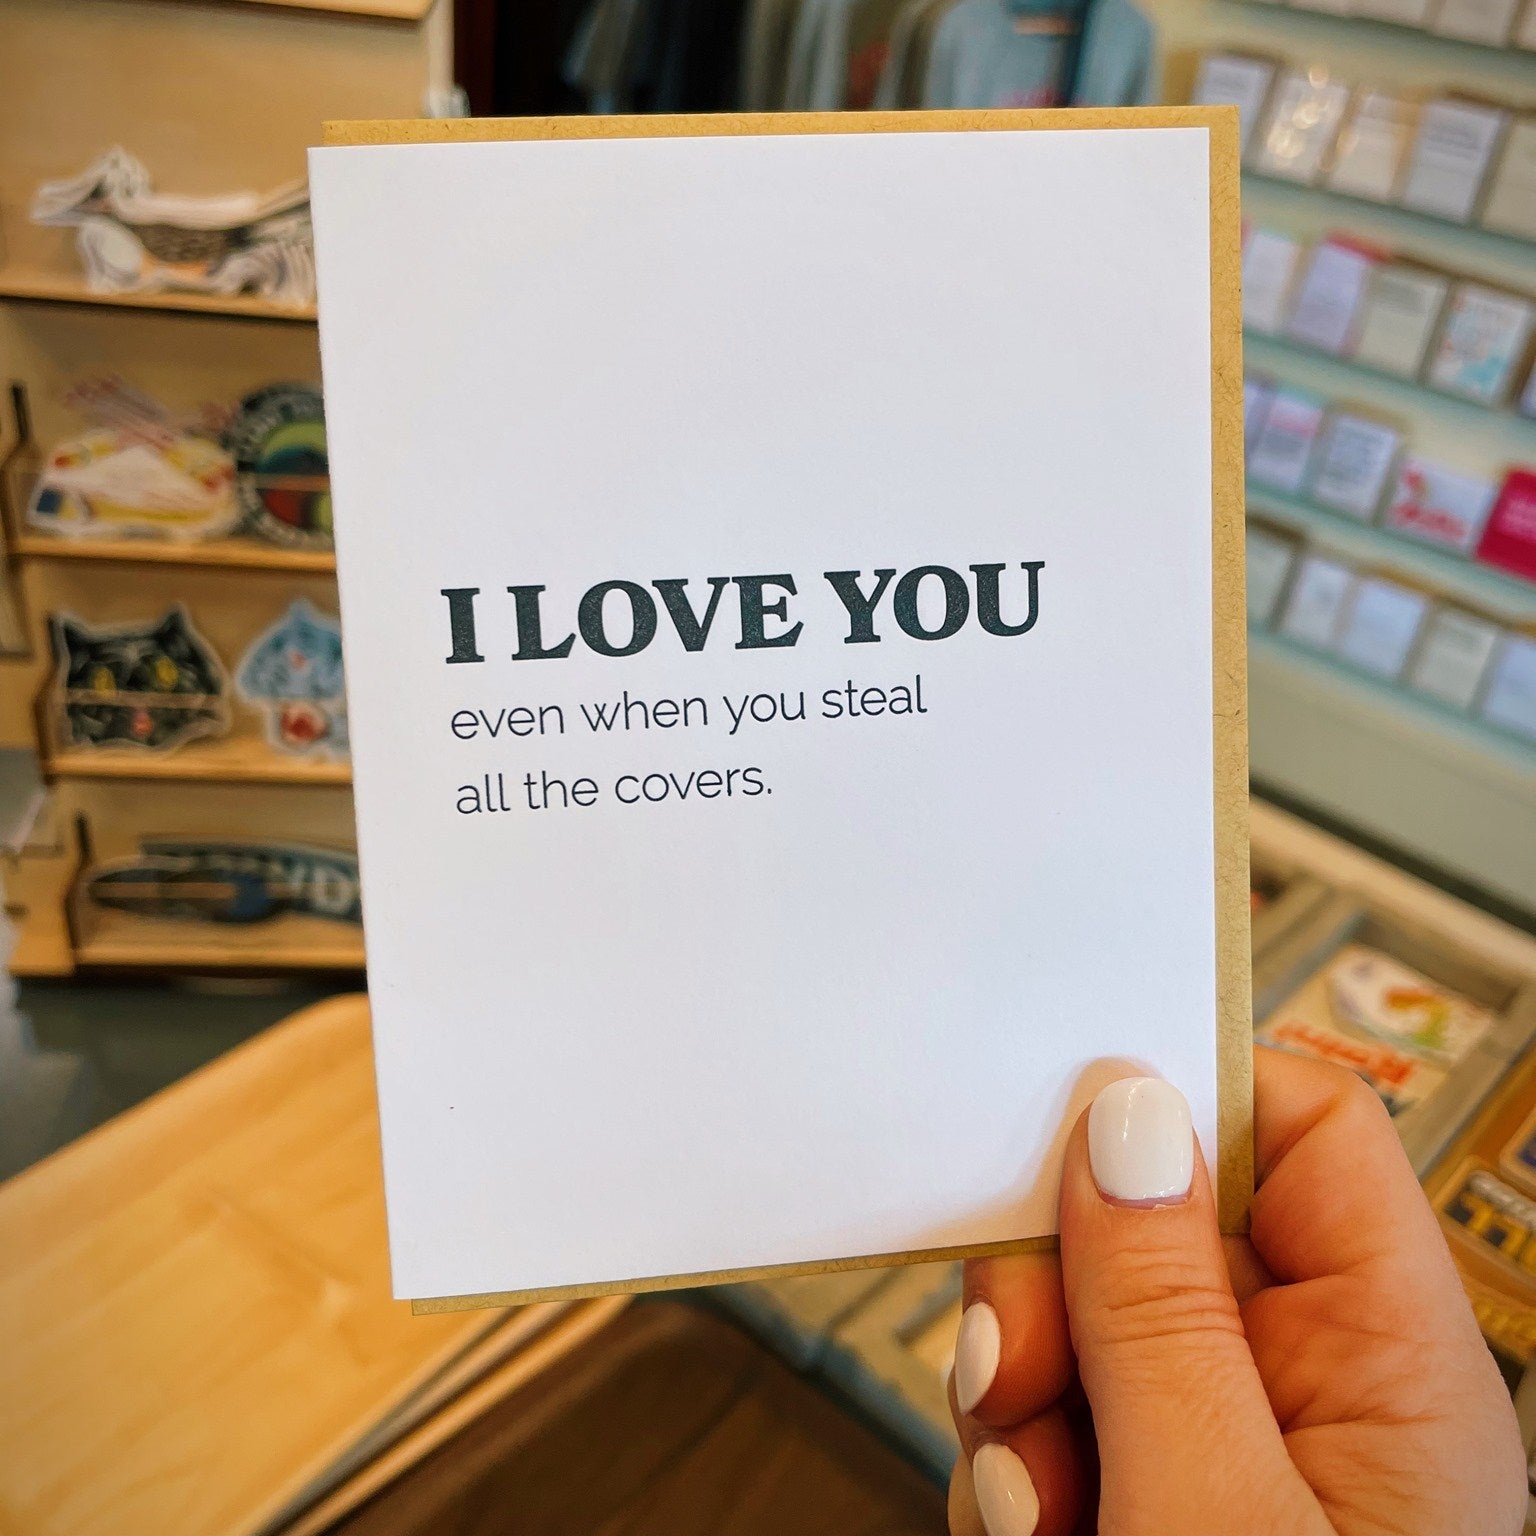 I LOVE YOU
even when you steal
all the covers.